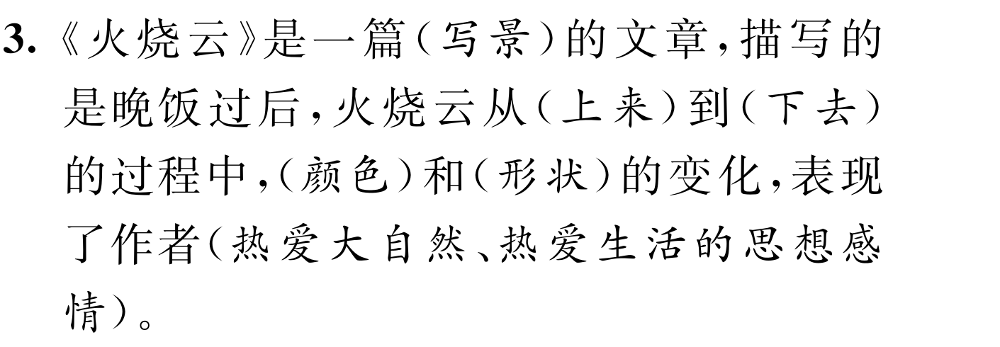 3.《火烧云》是一篇(写景)的文章,描写的
是晚饭过后,火烧云从(上来)到(下去)
的过程中,(颜色)和(形状)的变化,表现
了作者(热爱大自然、热爱生活的思想感
情)。